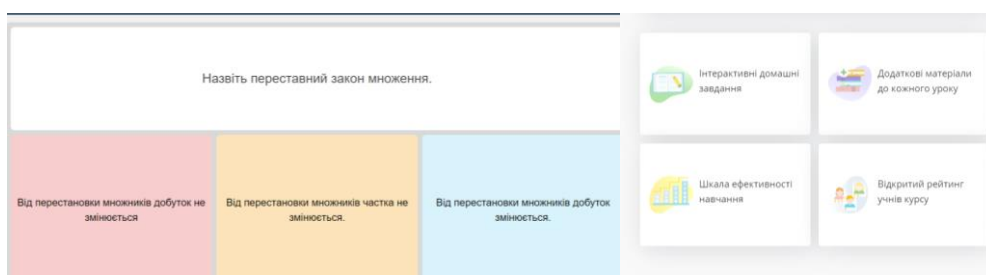 Назвіть переставний закон множення.
Від перестановки множників добуток не
змінюється
Від перестановки множників частка не
змінюється.
Від перестановки множників добуток
змінюється.
Інтерактивні домашні
завдання
Додаткові матеріали
до кожного уроку
Шкала ефективності
навчання
Відкритий рейтинг
учнів курсу